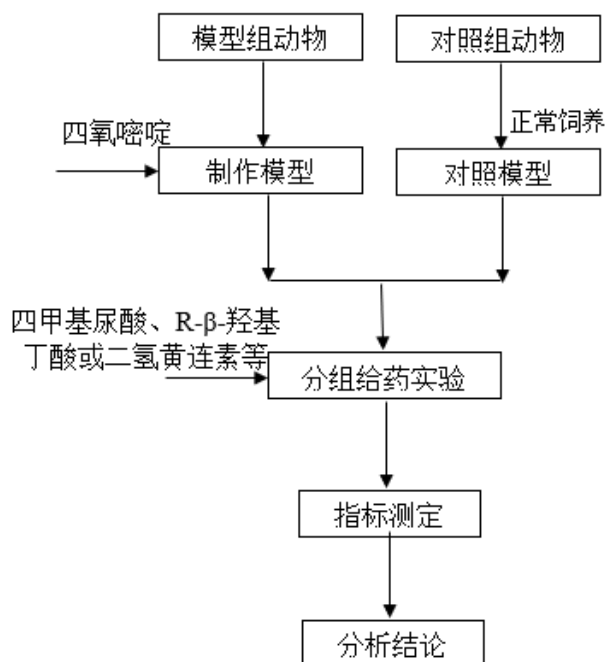 模型组动物
对照组动物
四氧嘧啶
正常饲养
制作模型
对照模型
四甲基尿酸、R-β-羟基
丁酸或二氢黄连素等
分组给药实验
指标测定
分析结论